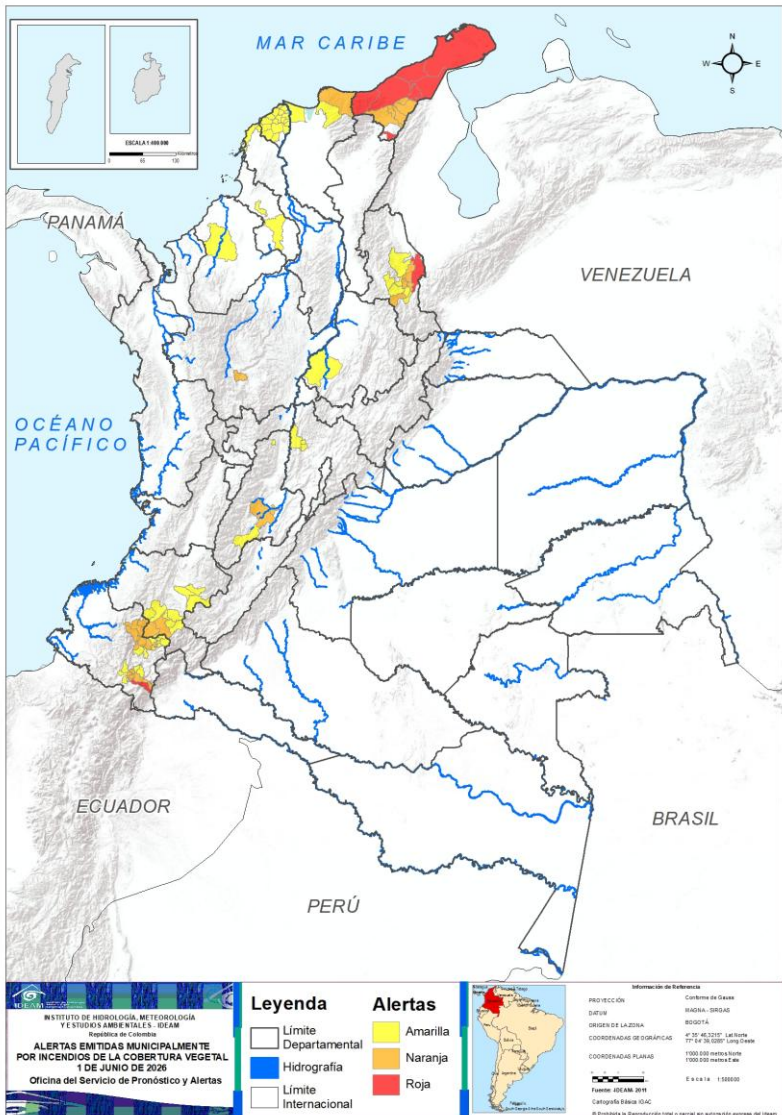 MAR CARIBE
N
W
E
S
ESCALA 1:400 000
PANAMÁ
VENEZUELA
OCÉANO
PACÍFICO
ECUADOR
BRASIL
PERÚ
IDEAM
INSTITUTO DE HIDROLOGÍA, METEOROLOGÍA
Y ESTUDIOS AMBIENTALES - IDEAM
República de Colombia
ALERTAS EMITIDAS MUNICIPALMENTE
POR INCENDIOS DE LA COBERTURA VEGETAL
1 DE JUNIO DE 2026
Oficina del Servicio de Pronóstico y Alertas
Leyenda
Límite
Departamental
Hidrografía
Límite
Internacional
Alertas
Amarilla
Naranja
Roja
Información de Referencia
PROYECCIÓN Conforme de Gauss
DATUM MAGNA - SIRGAS
ORIGEN DE LA ZONA BOGOTÁ
COORDENADAS GEOGRÁFICAS
COORDENADAS PLANAS 1'000.000 metros Norte
1'000.000 metros Este
Fuente: IDEAM 2011
Cartografía Básica IGAC